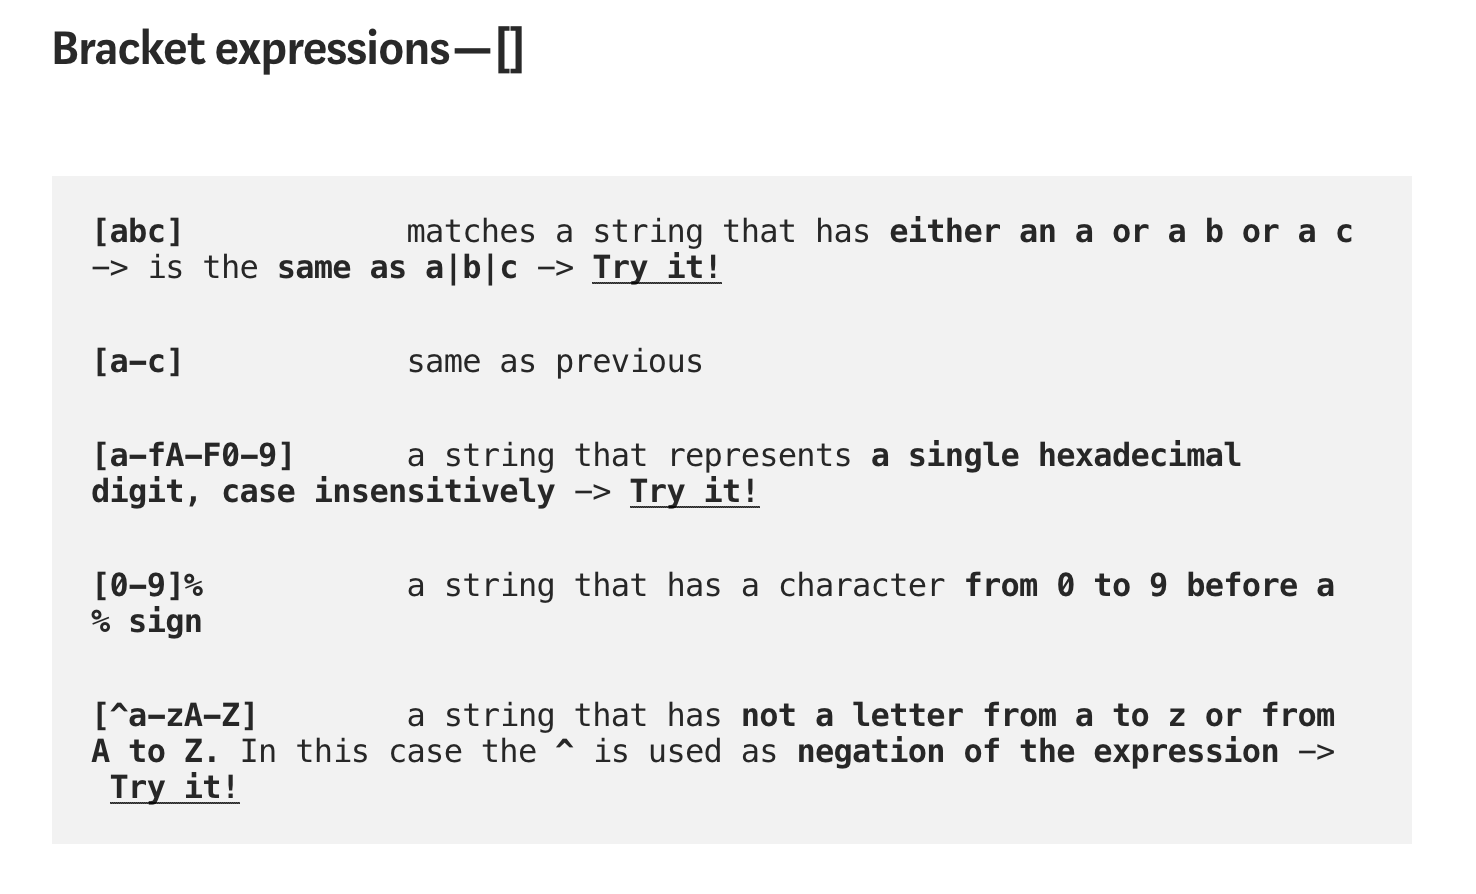 Bracket expressions — []
[abc]            matches a string that has either an a or a b or a c
—> is the same as a|b|c —> Try it!
[a—c]            same as previous
[a—fA—F0—9]      a string that represents a single hexadecimal
digit, case insensitively —> Try it!
[0—9]%           a string that has a character from 0 to 9 before a
% sign
[^a—zA—Z]        a string that has not a letter from a to z or from
A to Z. In this case the ^ is used as negation of the expression —>
Try it!